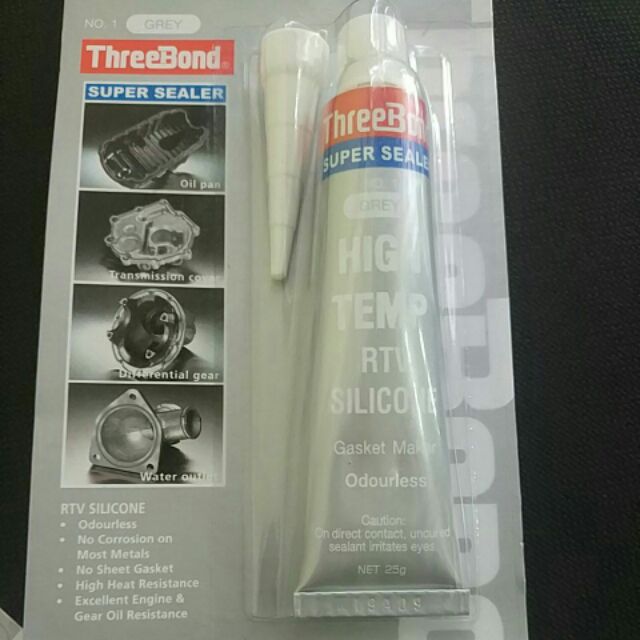 NO. 1 GREY
ThreeBond®
SUPER SEALER
Oil pan
Transmission cover
Differential gear
Water outlet
RTV SILICONE
• Odourless
• No Corrosion on
Most Metals
• No Sheet Gasket
• High Heat Resistance
• Excellent Engine &
Gear Oil Resistance
ThreeBond
SUPER SEALER
GREY
HIGH
TEMP
RTV
SILICONE
Gasket Maker
Odourless
Caution:
On direct contact, uncured
sealant irritates eyes.
NET 25g
ThreeBond